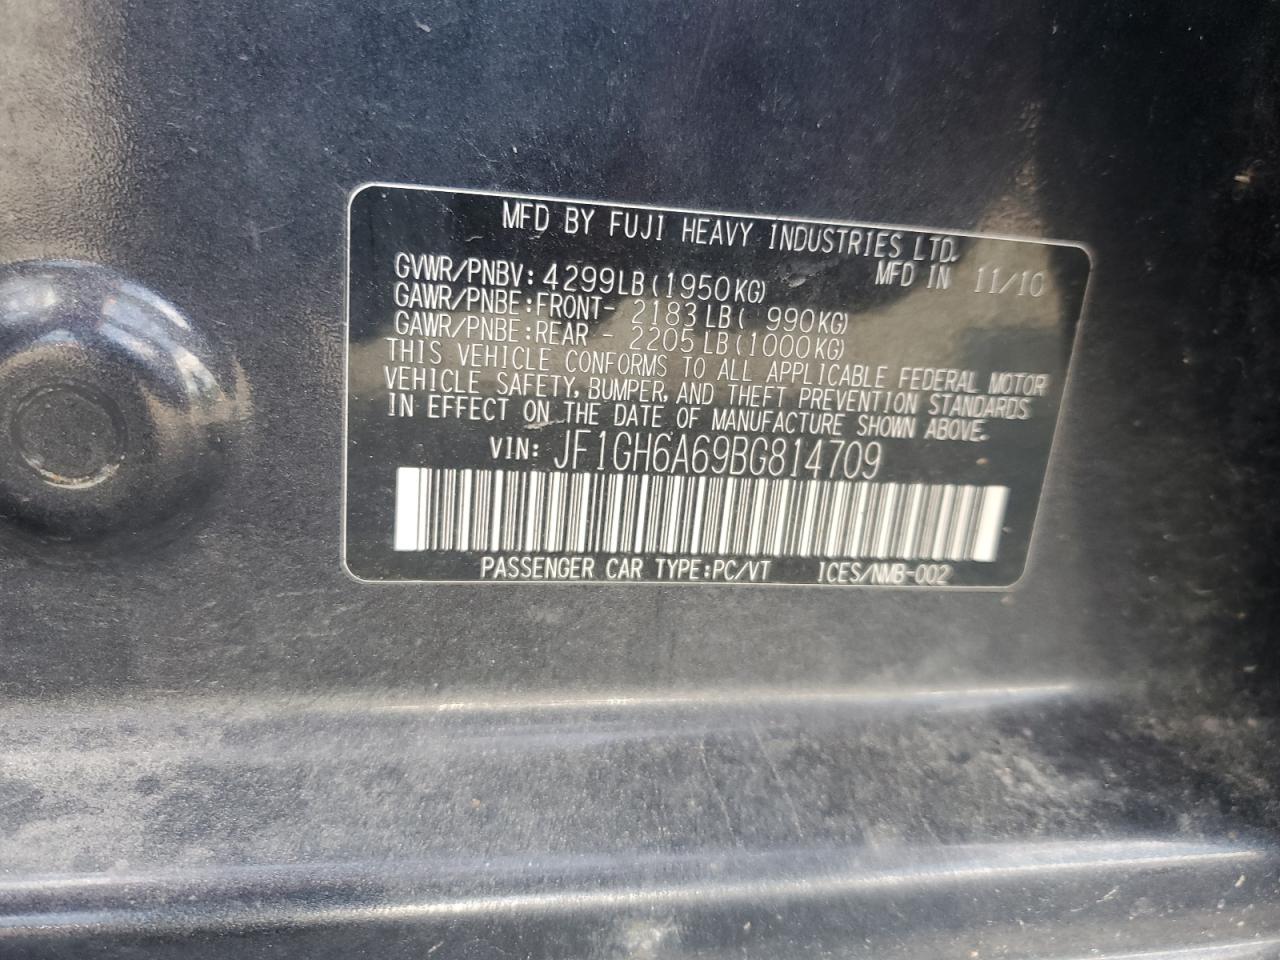 MFD BY FUJI HEAVY INDUSTRIES LTD.
MFD IN 11/10
GVWR/PNBV: 4299LB (1950KG)
GAWR/PNBE:FRONT- 2183LB( 990KG)
GAWR/PNBE:REAR - 2205LB(1000KG)
THIS VEHICLE CONFORMS TO ALL APPLICABLE FEDERAL MOTOR
VEHICLE SAFETY, BUMPER, AND THEFT PREVENTION STANDARDS
IN EFFECT ON THE DATE OF MANUFACTURE SHOWN ABOVE.
VIN: JF1GH6A69BG814709
PASSENGER CAR TYPE:PC/VT ICES/NMB-002